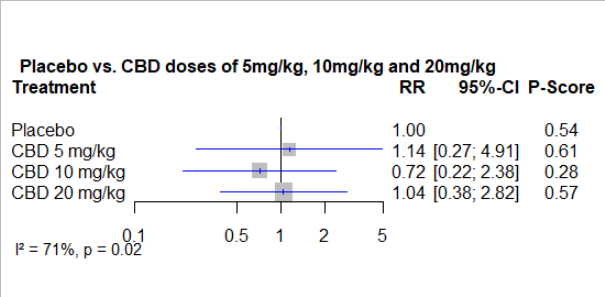 Placebo vs. CBD doses of 5mg/kg, 10mg/kg and 20mg/kg
Treatment RR 95%-CI P-Score
Placebo 1.00 0.54
CBD 5 mg/kg 1.14 [0.27; 4.91] 0.61
CBD 10 mg/kg 0.72 [0.22; 2.38] 0.28
CBD 20 mg/kg 1.04 [0.38; 2.82] 0.57
0.1 0.5 1 2 5
I² = 71%, p = 0.02